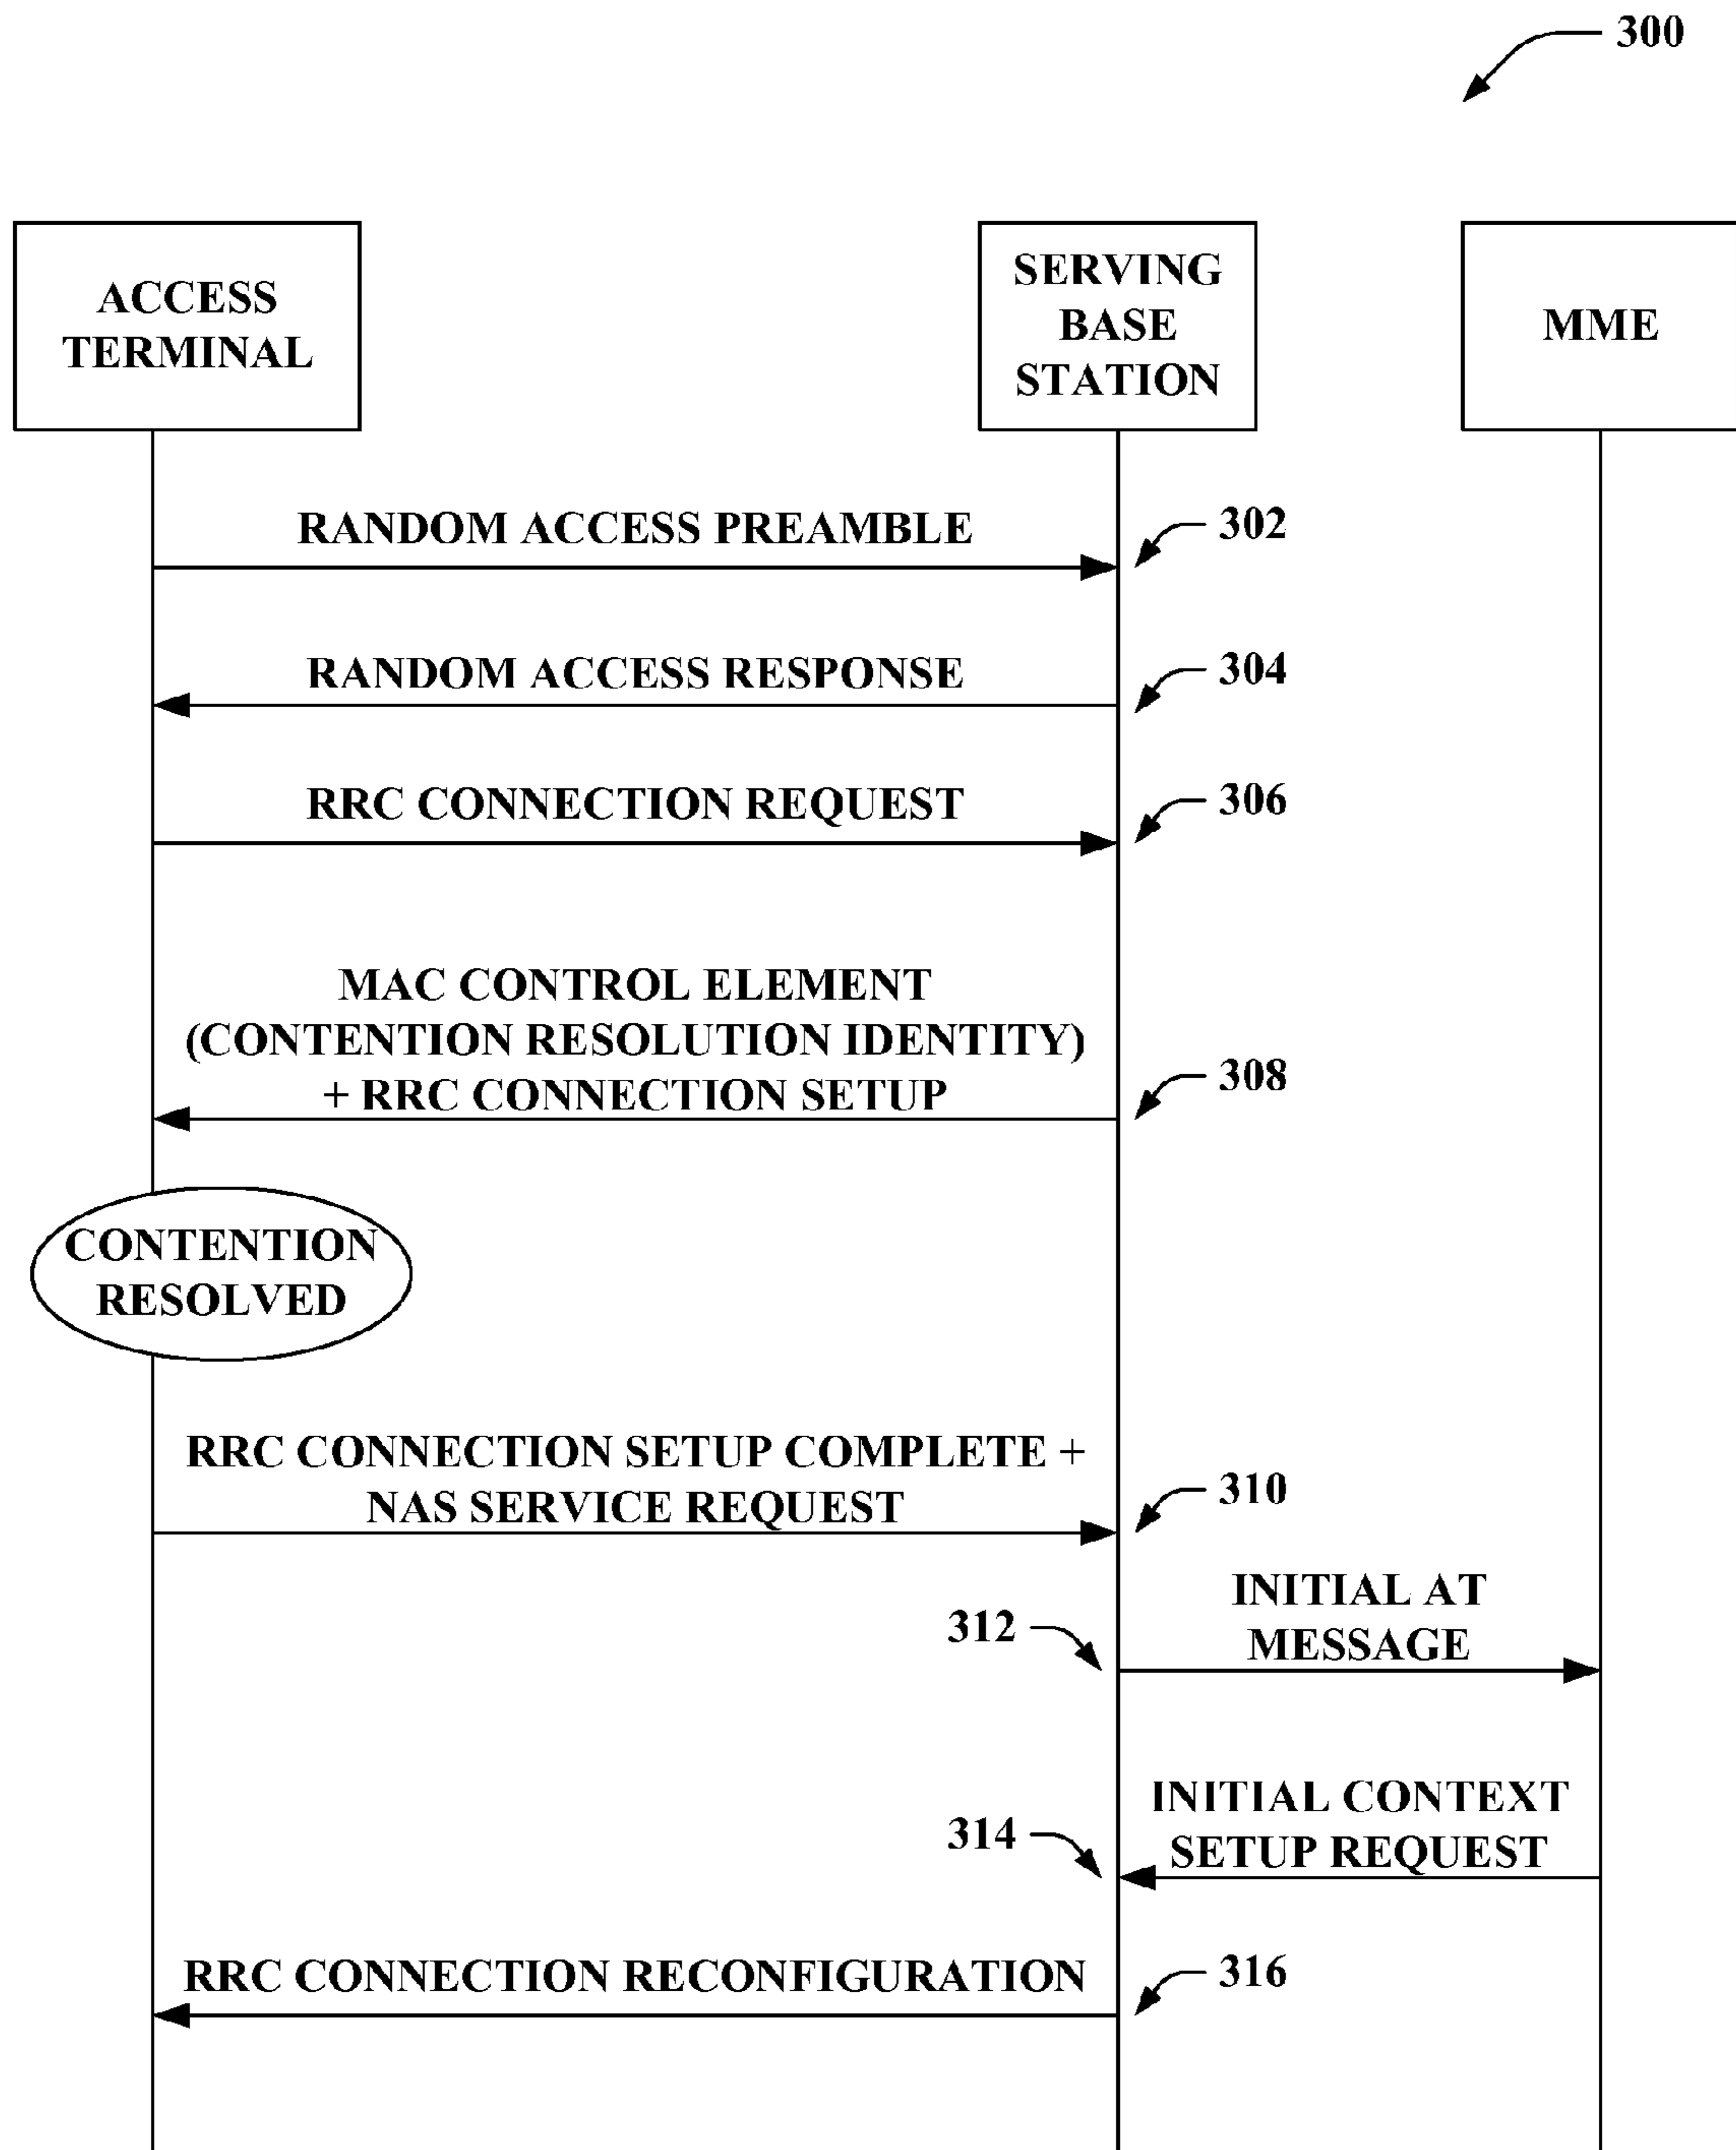 300
ACCESS
TERMINAL
SERVING
BASE
STATION
MME
RANDOM ACCESS PREAMBLE
302
RANDOM ACCESS RESPONSE
304
RRC CONNECTION REQUEST
306
MAC CONTROL ELEMENT
(CONTENTION RESOLUTION IDENTITY)
+ RRC CONNECTION SETUP
308
CONTENTION
RESOLVED
RRC CONNECTION SETUP COMPLETE +
NAS SERVICE REQUEST
310
INITIAL AT
MESSAGE
312
INITIAL CONTEXT
SETUP REQUEST
314
RRC CONNECTION RECONFIGURATION
316